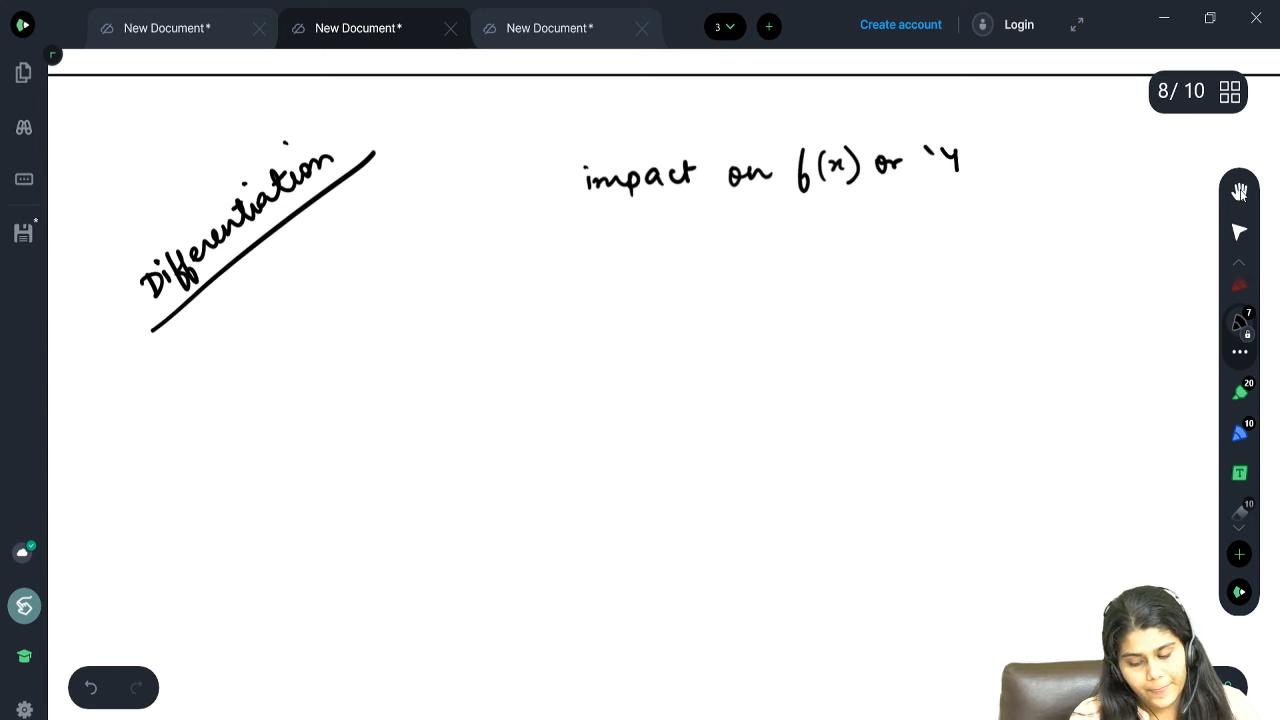 New Document* New Document* New Document* 3 Create account Login
8/ 10
impact on f(x) or 'y
Differentiation
7
20
10
T
10